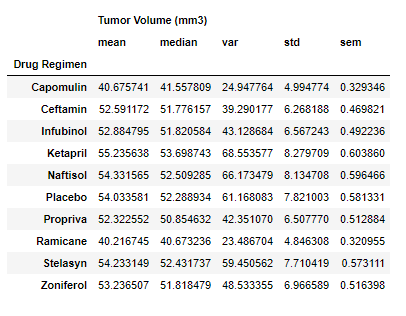 Tumor Volume (mm3)
mean median var std sem
Drug Regimen
Capomulin 40.675741 41.557809 24.947764 4.994774 0.329346
Ceftamin 52.591172 51.776157 39.290177 6.268188 0.469821
Infubinol 52.884795 51.820584 43.128684 6.567243 0.492236
Ketapril 55.235638 53.698743 68.553577 8.279709 0.603860
Naftisol 54.331565 52.509285 66.173479 8.134708 0.596466
Placebo 54.033581 52.288934 61.168083 7.821003 0.581331
Propriva 52.322552 50.854632 42.351070 6.507770 0.512884
Ramicane 40.216745 40.673236 23.486704 4.846308 0.320955
Stelasyn 54.233149 52.431737 59.450562 7.710419 0.573111
Zoniferol 53.236507 51.818479 48.533355 6.966589 0.516398